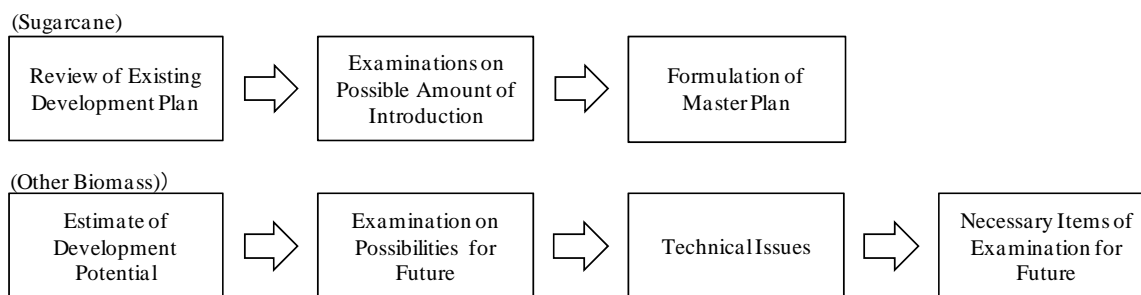 (Sugarcane)
Review of Existing
Development Plan
Examinations on
Possible Amount of
Introduction
Formulation of
Master Plan
(Other Biomass)）
Estimate of
Development
Potential
Examination on
Possibilities for
Future
Technical Issues
Necessary Items of
Examination for
Future